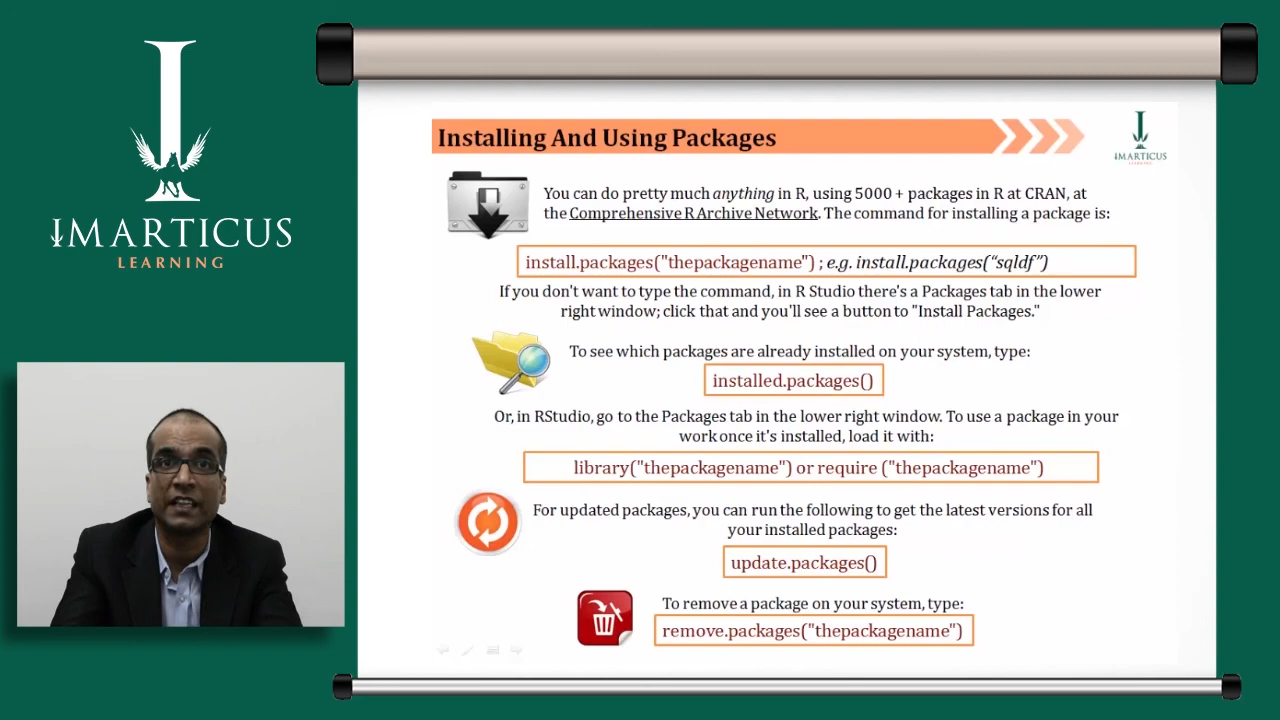 IMARTICUS
LEARNING
Installing And Using Packages
IMARTICUS
LEARNING
You can do pretty much anything in R, using 5000 + packages in R at CRAN, at
the Comprehensive R Archive Network. The command for installing a package is:
install.packages("thepackagename") ; e.g. install.packages(“sqldf”)
If you don't want to type the command, in R Studio there's a Packages tab in the lower
right window; click that and you'll see a button to "Install Packages."
To see which packages are already installed on your system, type:
installed.packages()
Or, in RStudio, go to the Packages tab in the lower right window. To use a package in your
work once it's installed, load it with:
library("thepackagename") or require ("thepackagename")
For updated packages, you can run the following to get the latest versions for all
your installed packages:
update.packages()
To remove a package on your system, type:
remove.packages("thepackagename")